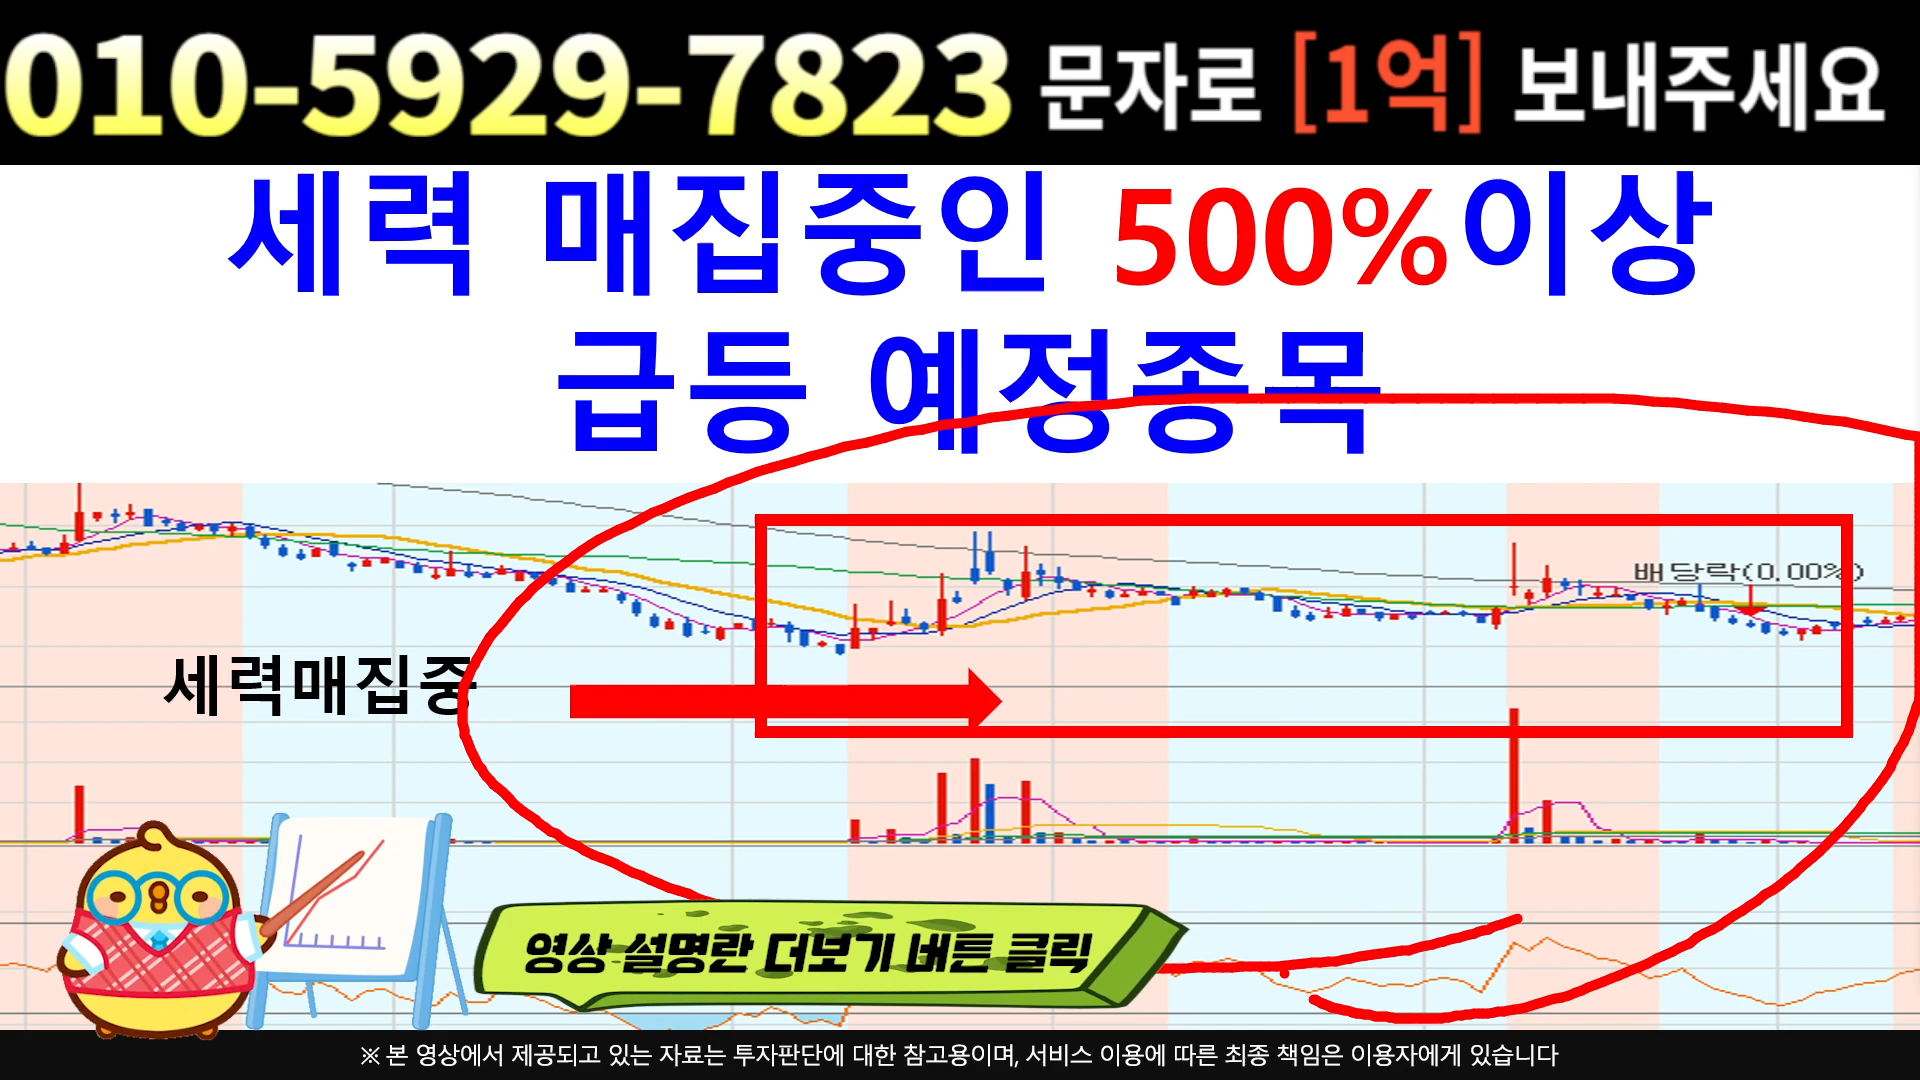 010-5929-7823 문자로 [1억] 보내주세요
세력 매집중인 500%이상
급등 예정종목
배당락(0.00%)
세력매집중
영상 설명란 더보기 버튼 클릭
※ 본 영상에서 제공되고 있는 자료는 투자판단에 대한 참고용이며, 서비스 이용에 따른 최종 책임은 이용자에게 있습니다